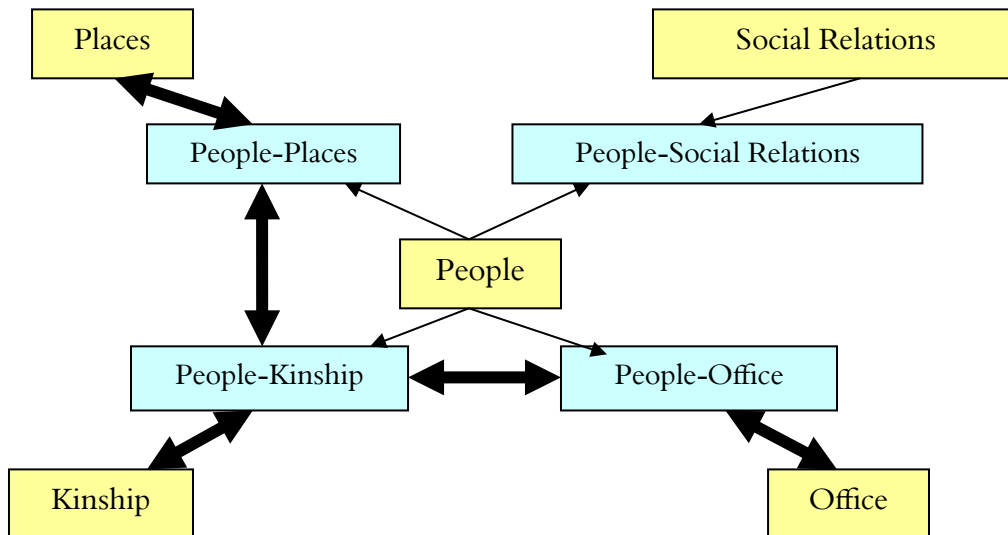 Places
Social Relations
People-Places
People-Social Relations
People
People-Kinship
People-Office
Kinship
Office